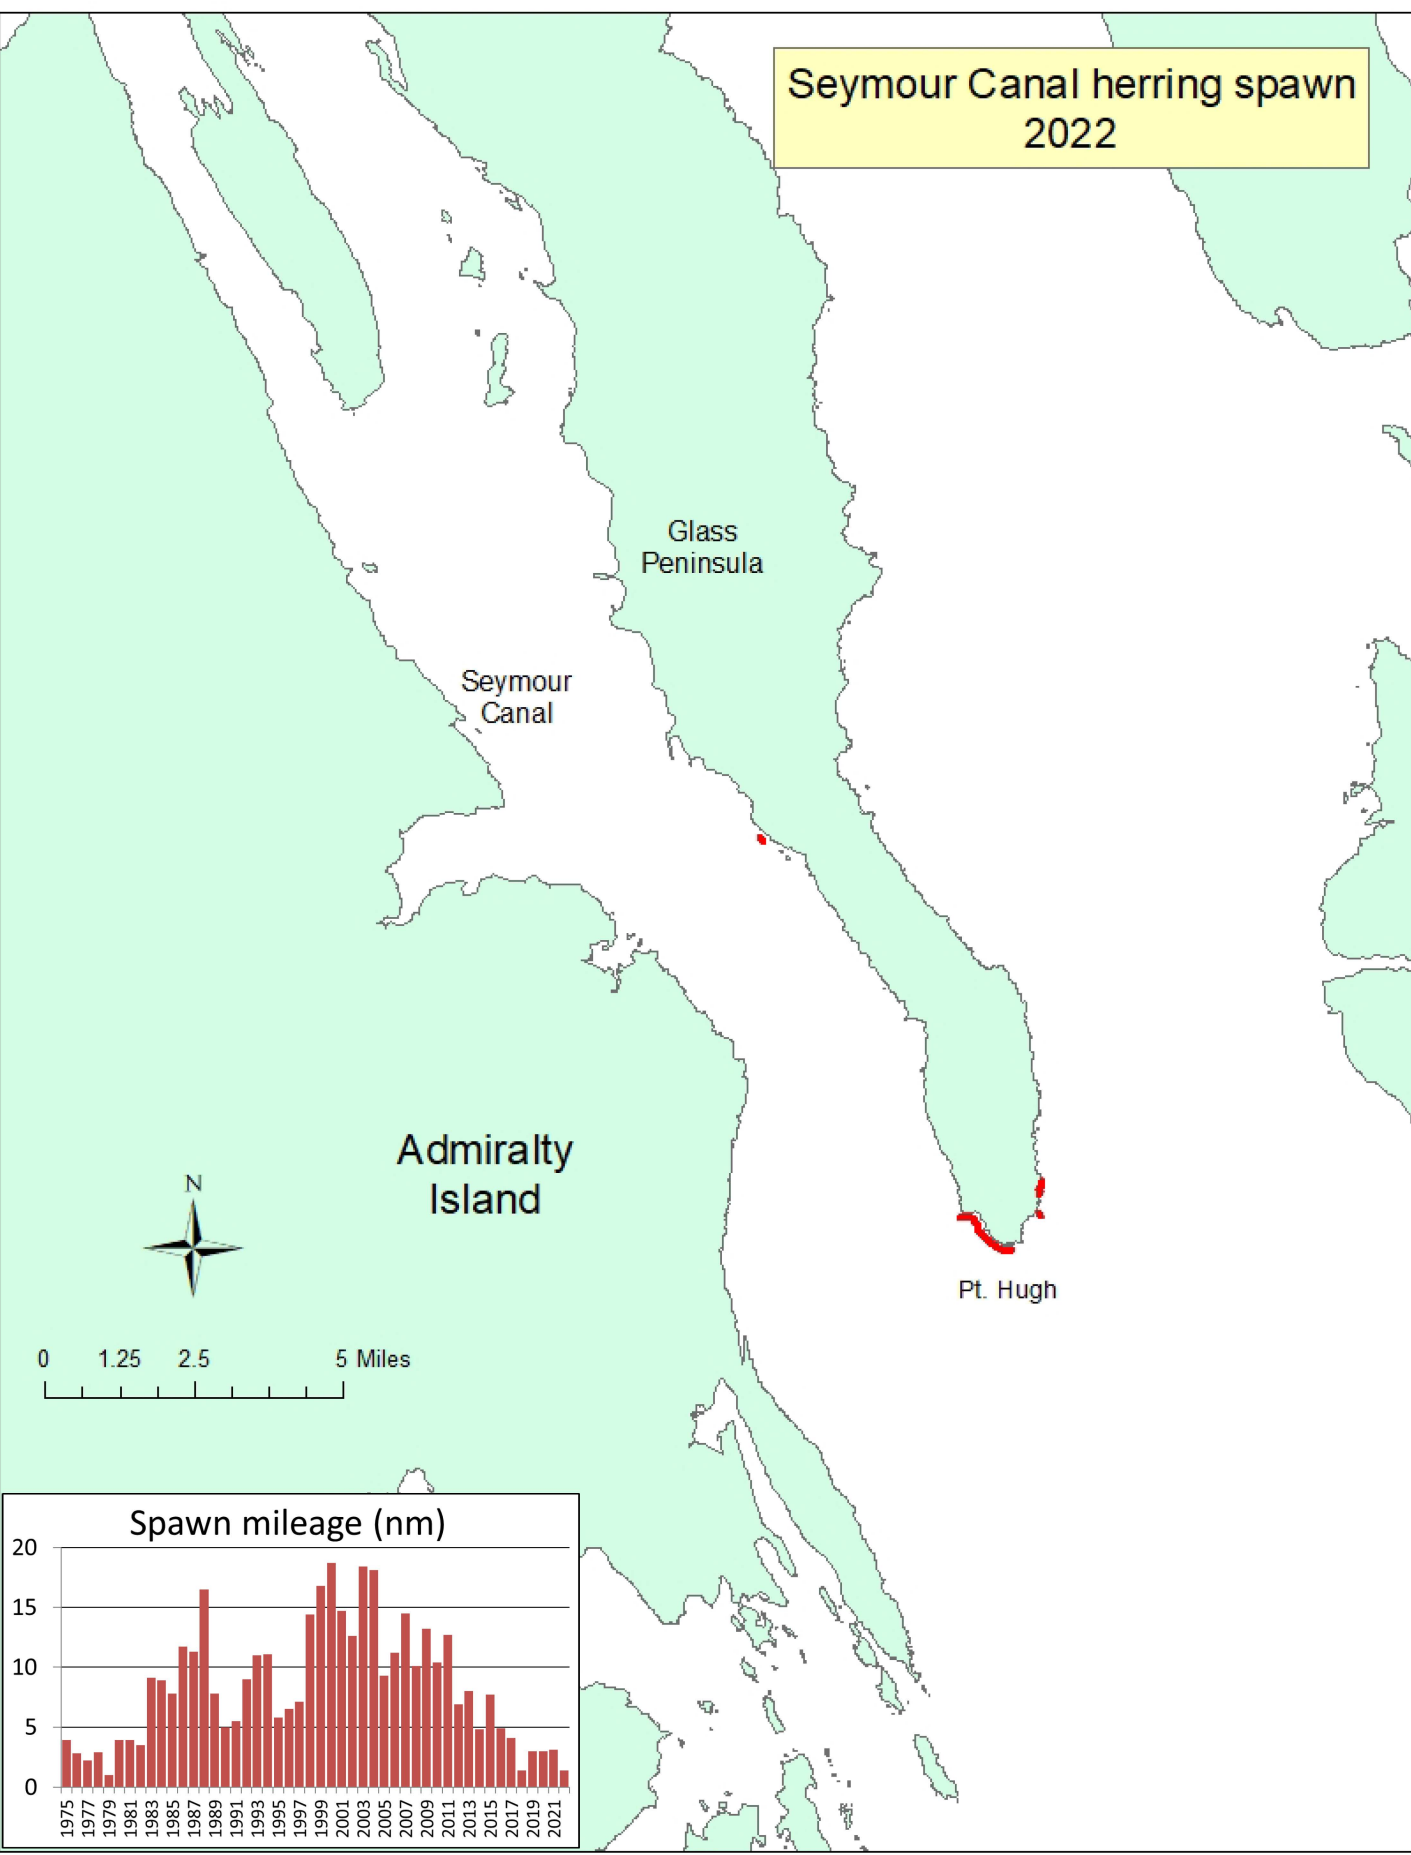 Seymour Canal herring spawn
2022
Glass
Peninsula
Seymour
Canal
Admiralty
Island
N
Pt. Hugh
0 1.25 2.5 5 Miles
Spawn mileage (nm)
20
15
10
5
0
1975 1977 1979 1981 1983 1985 1987 1989 1991 1993 1995 1997 1999 2001 2003 2005 2007 2009 2011 2013 2015 2017 2019 2021